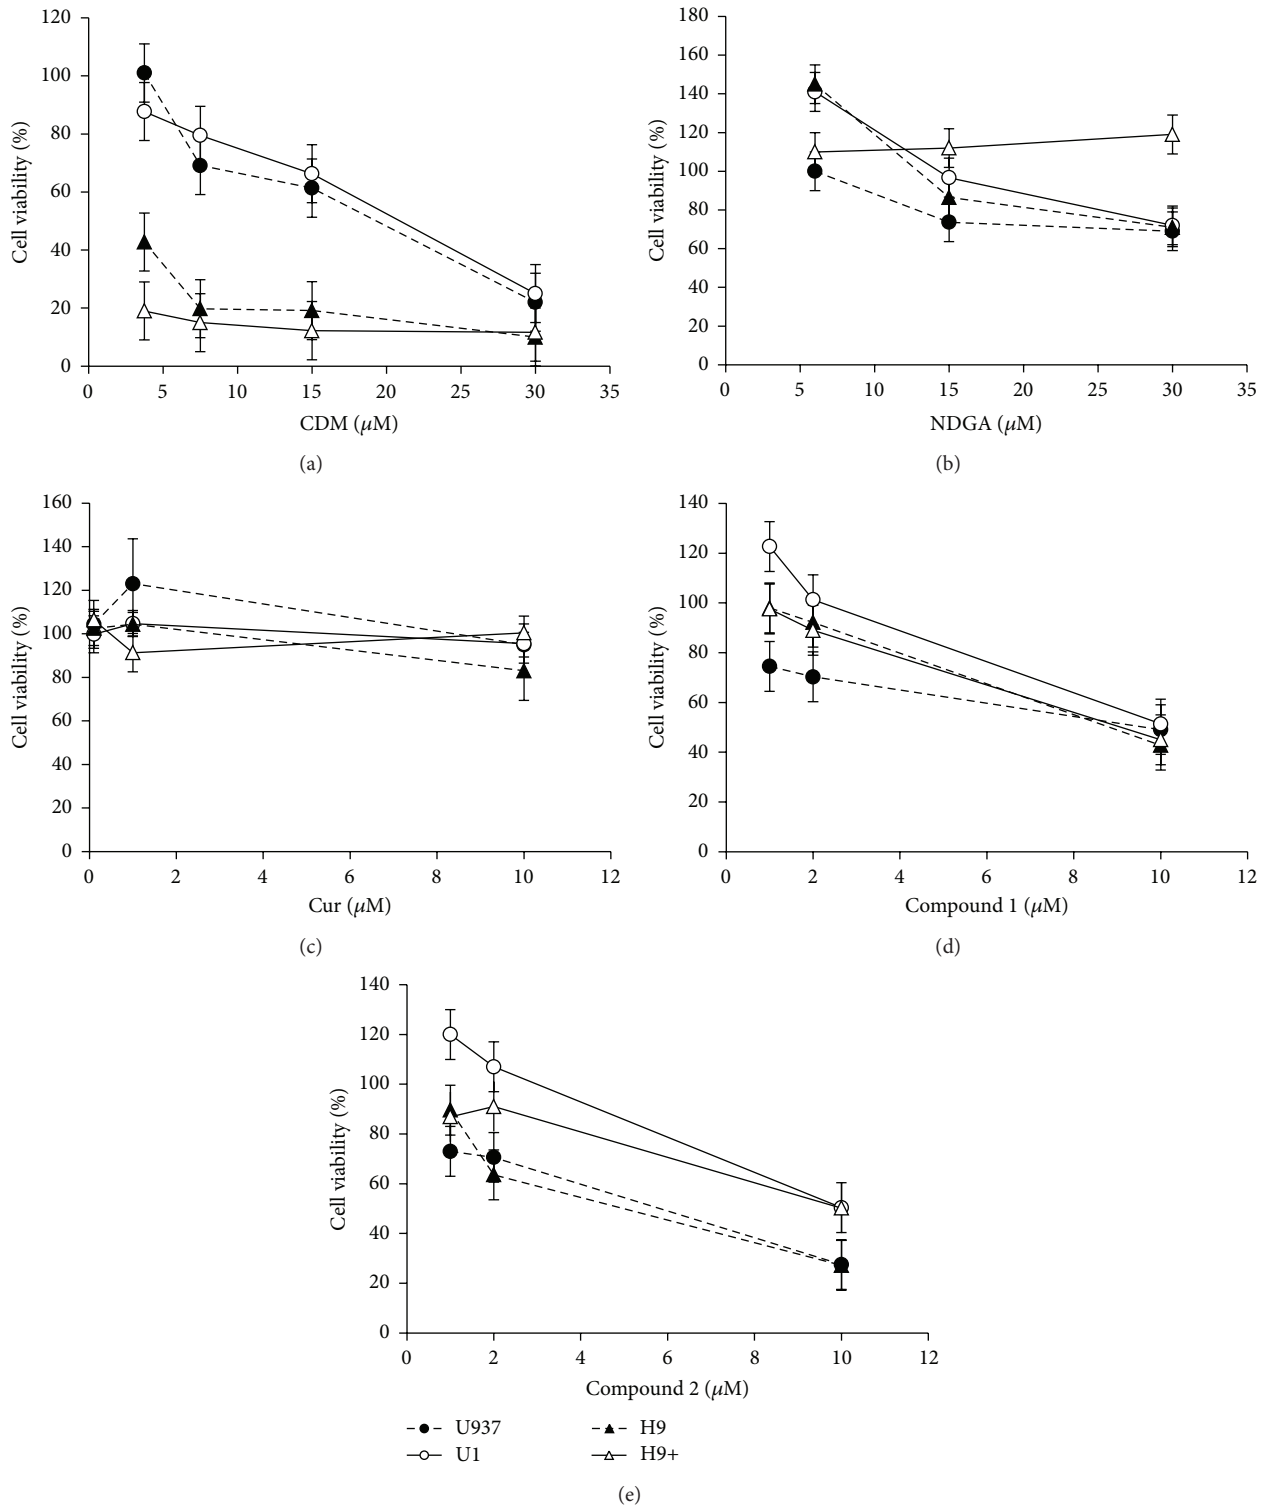 120
100
80
60
40
20
0
Cell viability (%)
0 5 10 15 20 25 30 35
CDM (μM)
(a)
180
160
140
120
100
80
60
40
20
0
Cell viability (%)
0 5 10 15 20 25 30 35
NDGA (μM)
(b)
160
140
120
100
80
60
40
20
0
Cell viability (%)
0 2 4 6 8 10 12
Cur (μM)
(c)
140
120
100
80
60
40
20
0
Cell viability (%)
0 2 4 6 8 10 12
Compound 1 (μM)
(d)
140
120
100
80
60
40
20
0
Cell viability (%)
0 2 4 6 8 10 12
Compound 2 (μM)
U937 H9
U1 H9+
(e)